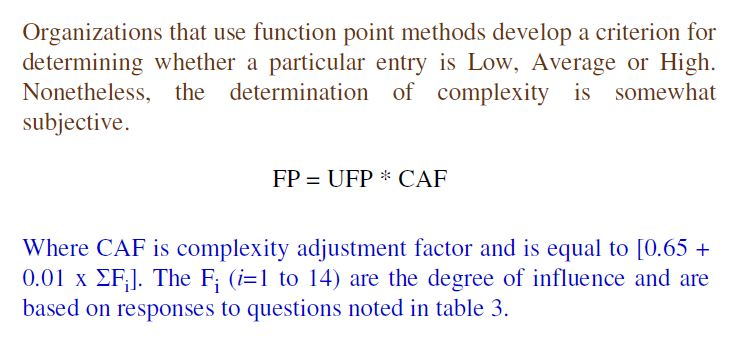 Organizations that use function point methods develop a criterion for
determining whether a particular entry is Low, Average or High.
Nonetheless, the determination of complexity is somewhat
subjective.
FP = UFP * CAF
Where CAF is complexity adjustment factor and is equal to [0.65 +
0.01 x ΣFi]. The Fi (i=1 to 14) are the degree of influence and are
based on responses to questions noted in table 3.